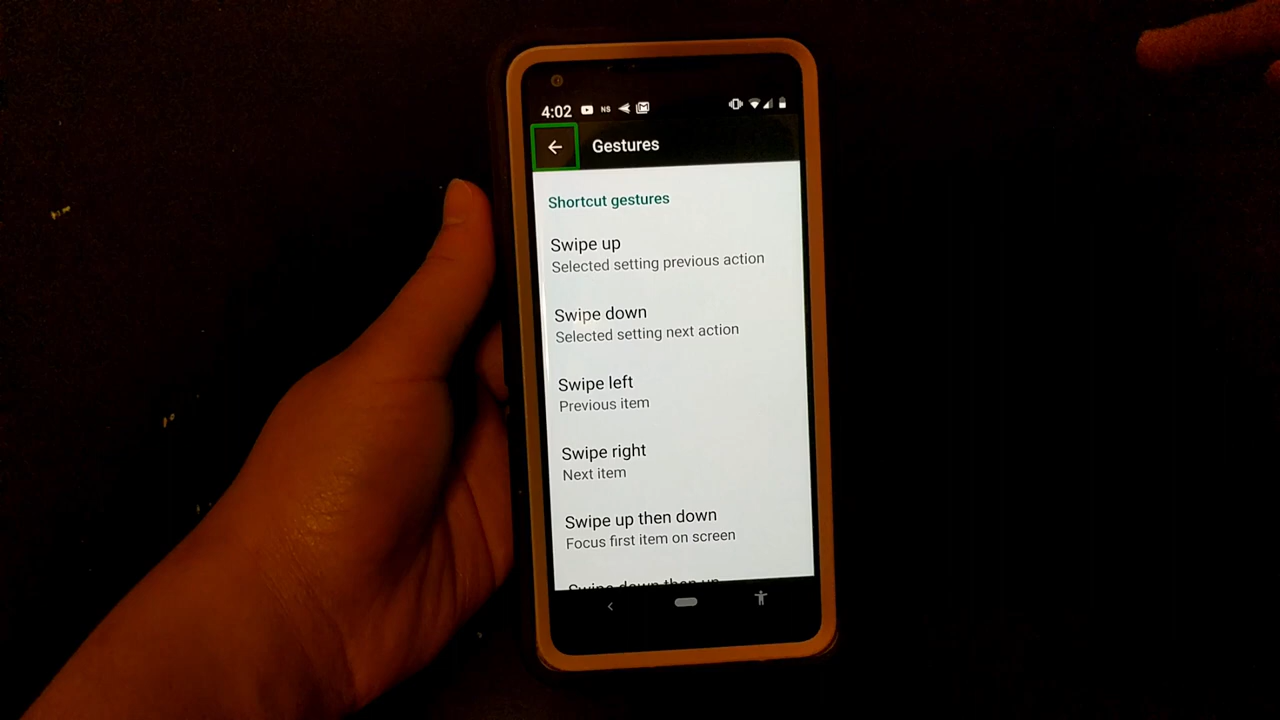 4:02 NS
Gestures
Shortcut gestures
Swipe up
Selected setting previous action
Swipe down
Selected setting next action
Swipe left
Previous item
Swipe right
Next item
Swipe up then down
Focus first item on screen
Swipe down then up